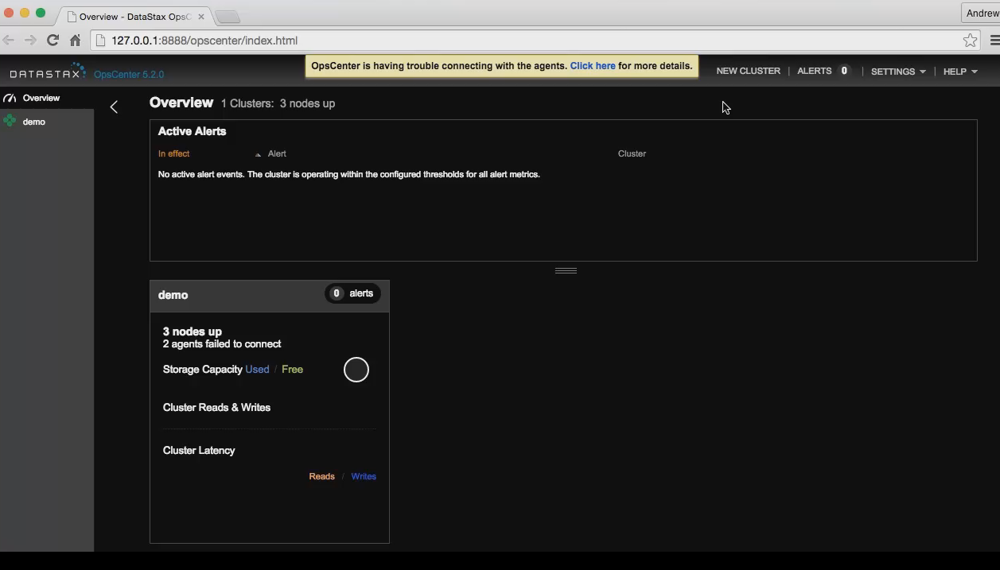 Overview - DataStax OpsC
Andrew
127.0.0.1:8888/opscenter/index.html
DATASTAX OpsCenter 5.2.0
OpsCenter is having trouble connecting with the agents. Click here for more details.
NEW CLUSTER | ALERTS 0 | SETTINGS | HELP
Overview
demo
Overview 1 Clusters: 3 nodes up
Active Alerts
In effect Alert Cluster
No active alert events. The cluster is operating within the configured thresholds for all alert metrics.
demo 0 alerts
3 nodes up
2 agents failed to connect
Storage Capacity Used / Free
Cluster Reads & Writes
Cluster Latency
Reads / Writes